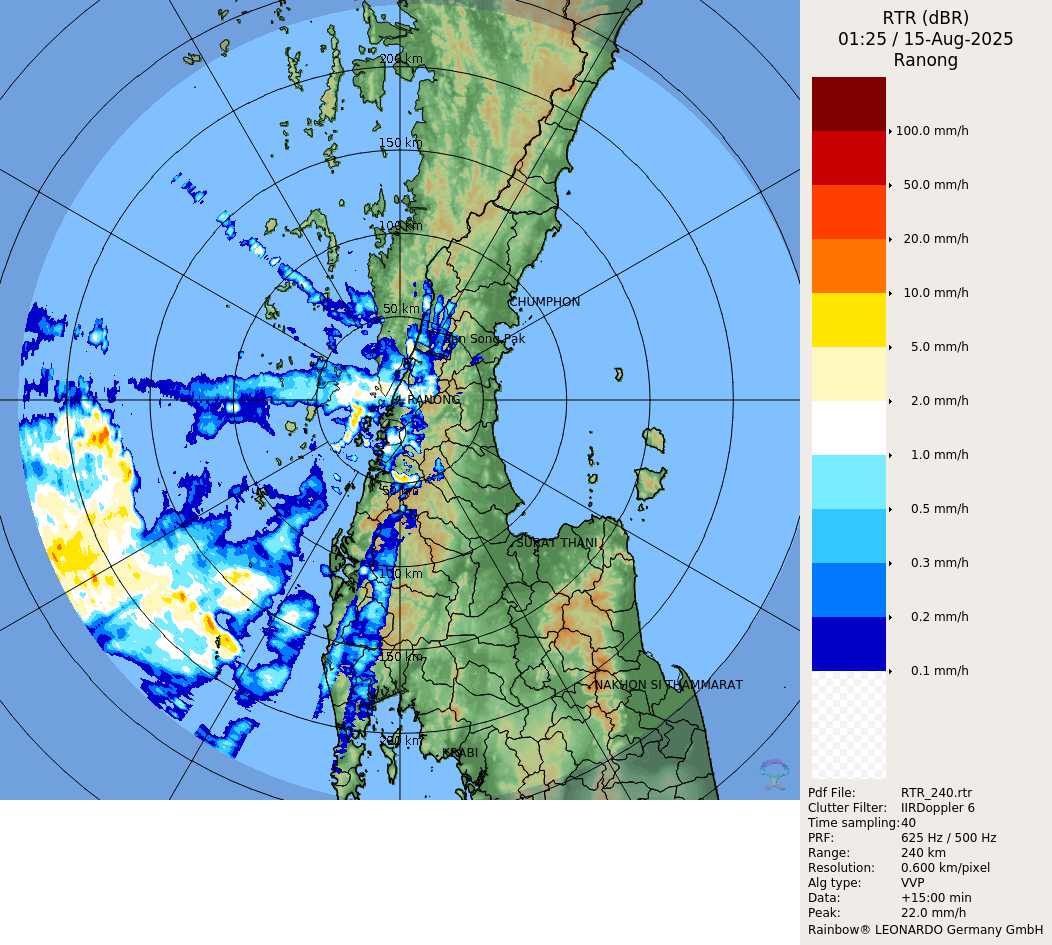 RTR (dBR)
01:25 / 15-Aug-2025
Ranong
200 km
150 km
100 km
50 km
CHUMPHON
RANONG
SURAT THANI
100 km
150 km
NAKHON SI THAMMARAT
200 km
KRABI
100.0 mm/h
50.0 mm/h
20.0 mm/h
10.0 mm/h
5.0 mm/h
2.0 mm/h
1.0 mm/h
0.5 mm/h
0.3 mm/h
0.2 mm/h
0.1 mm/h
Pdf File: RTR_240.rtr
Clutter Filter: IIRDoppler 6
Time sampling:40
PRF: 625 Hz / 500 Hz
Range: 240 km
Resolution: 0.600 km/pixel
Alg type: VVP
Data: +15:00 min
Peak: 22.0 mm/h
Rainbow® LEONARDO Germany GmbH